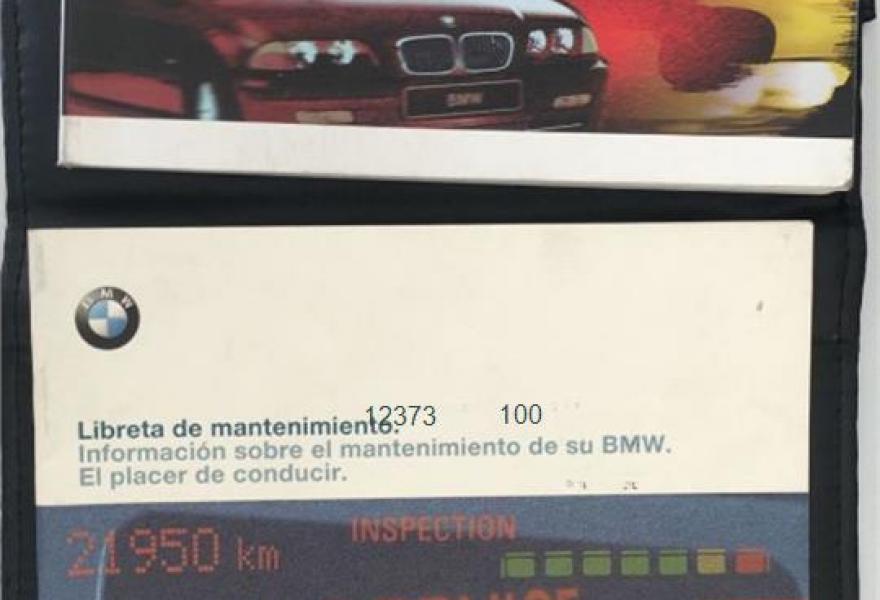 BMW
BMW
Libreta de mantenimiento.
12373 100
Información sobre el mantenimiento de su BMW.
El placer de conducir.
21950 km
INSPECTION